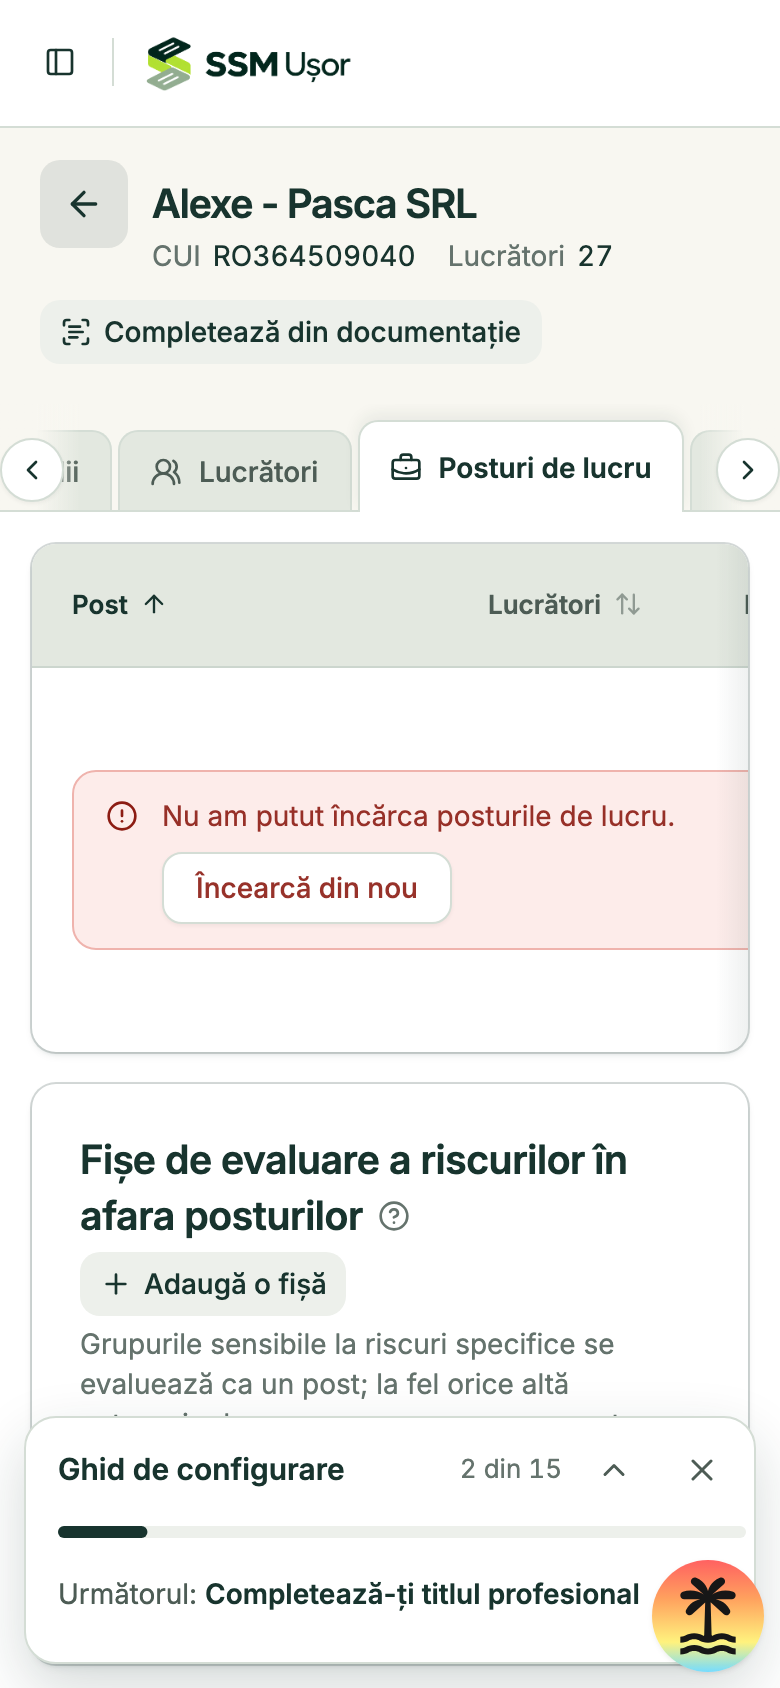 SSM Ușor
Alexe - Pasca SRL
CUI RO364509040 Lucrători 27
Completează din documentație
Lucrători
Posturi de lucru
Post
Lucrători
Nu am putut încărca posturile de lucru.
Încearcă din nou
Fișe de evaluare a riscurilor în
afara posturilor
Adaugă o fișă
Grupurile sensibile la riscuri specifice se
evaluează ca un post; la fel orice altă
Ghid de configurare
2 din 15
Următorul: Completează-ți titlul profesional